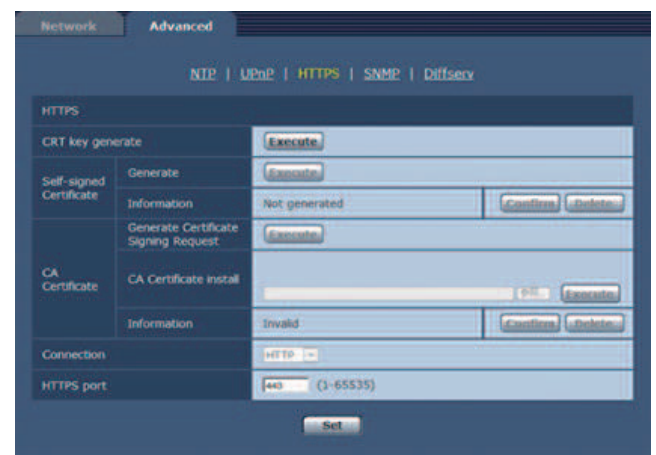 Network Advanced
NTP | UPnP | HTTPS | SNMP | Diffserv
HTTPS
CRT key generate Execute
Self-signed Certificate
Generate Execute
Information Not generated Confirm Delete
CA Certificate
Generate Certificate Signing Request Execute
CA Certificate install Execute
Information Invalid Confirm Delete
Connection HTTP
HTTPS port 443 (1-65535)
Set